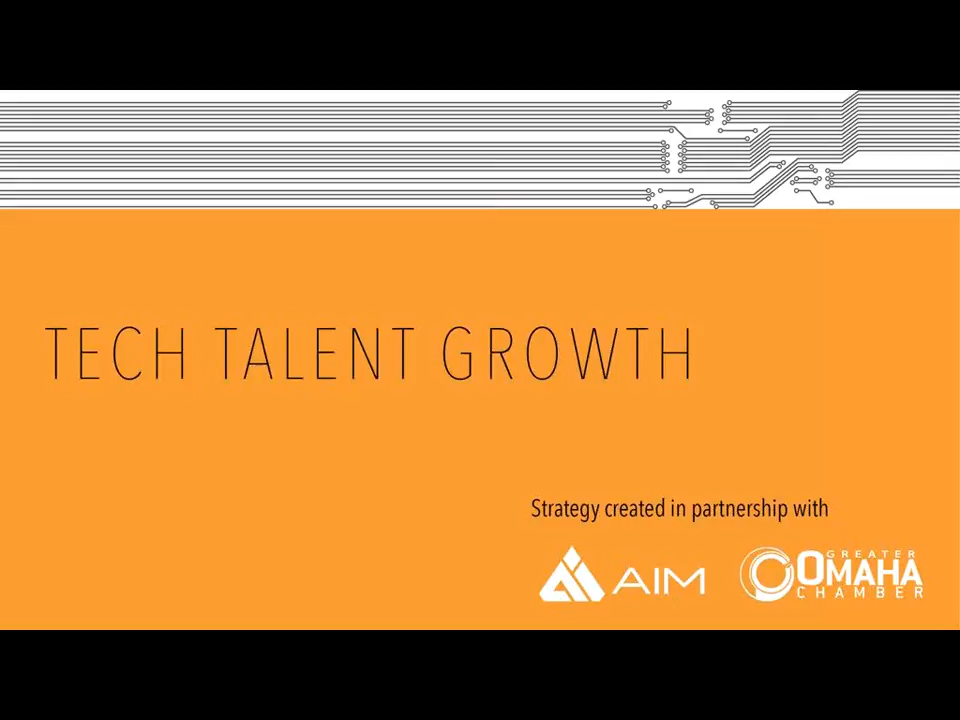 TECH TALENT GROWTH
Strategy created in partnership with
AIM
GREATER
OMAHA
CHAMBER